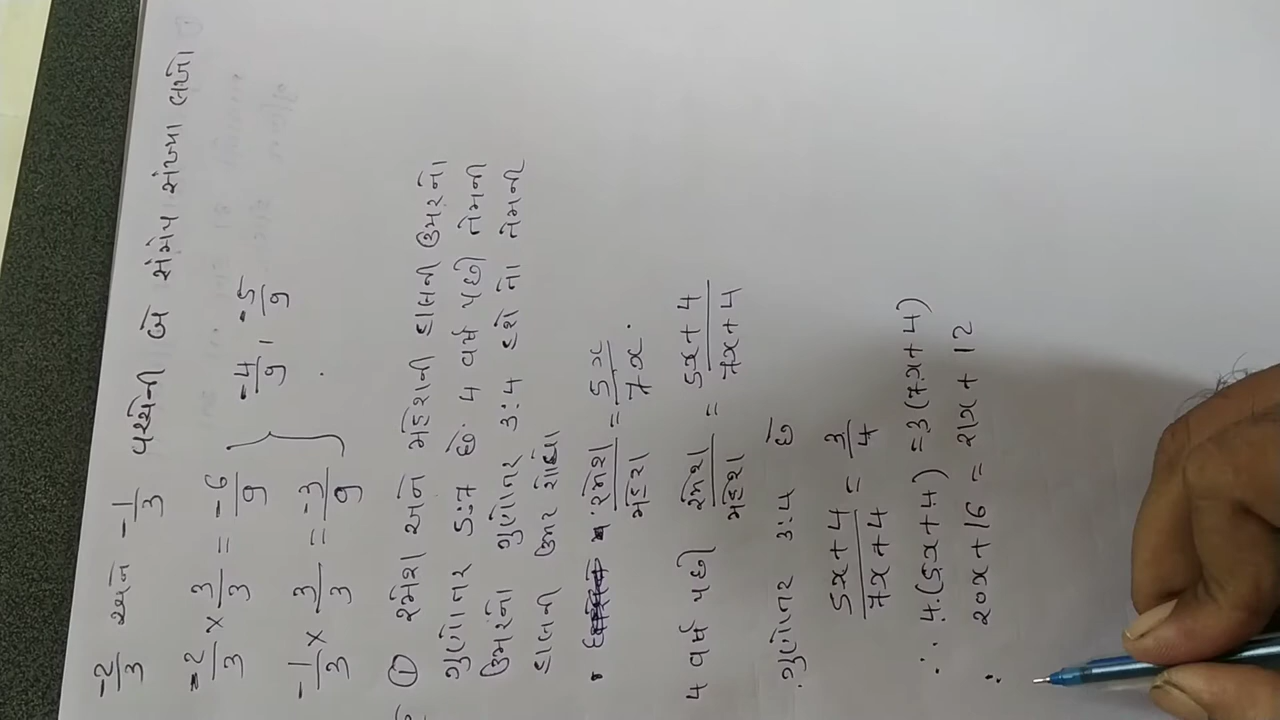 -2/3 અને -1/3 વચ્ચેની બે સંમેય સંખ્યા લખો
-2/3 × 3/3 = -6/9
-1/3 × 3/3 = -3/9 } -4/9, -5/9
① રમેશ અને મહેશની હાલની ઉંમરનો
ગુણોત્તર 5:7 છે. 4 વર્ષ પછી તેમની
ઉંમરનો ગુણોત્તર 3:4 હશે તો તેમની
હાલની ઉંમર શોધો
રમેશ/મહેશ = 5x/7x.
4 વર્ષ પછી રમેશ/મહેશ = 5x+4/7x+4
ગુણોત્તર 3:4 છે
5x+4/7x+4 = 3/4
∴ 4.(5x+4) = 3(7x+4)
: 20x+16 = 21x+12